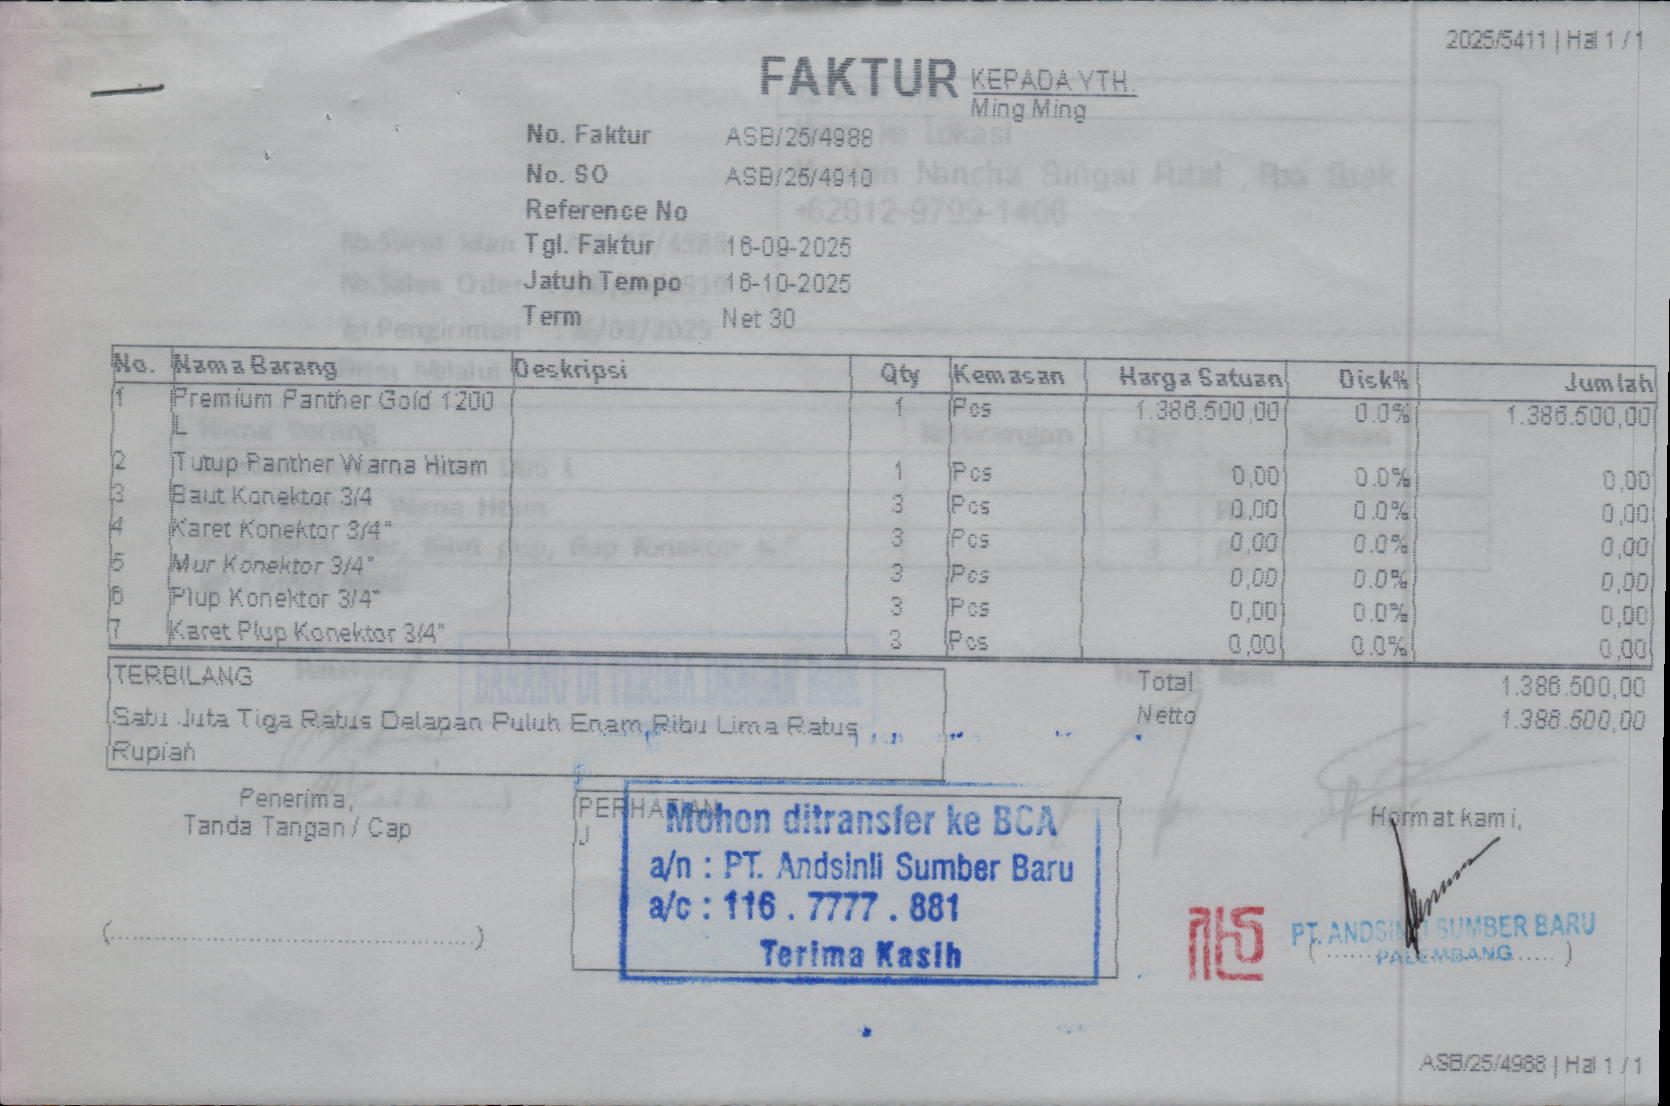 2025/5411 | Hal 1 / 1
FAKTUR
KEPADA YTH.
Ming Ming
No. Faktur ASB/25/4988
No. SO ASB/25/4910
Reference No
Tgl. Faktur 16-09-2025
Jatuh Tempo 16-10-2025
Term Net 30
No. Nama Barang Deskripsi Qty Kemasan Harga Satuan Disk% Jumlah
1 Premium Panther Gold 1200 1 Pcs 1.386.500,00 0.0% 1.386.500,00
L
2 Tutup Panther Warna Hitam 1 Pcs 0,00 0.0% 0,00
3 Baut Konektor 3/4 3 Pcs 0,00 0.0% 0,00
4 Karet Konektor 3/4" 3 Pcs 0,00 0.0% 0,00
5 Mur Konektor 3/4" 3 Pcs 0,00 0.0% 0,00
6 Plup Konektor 3/4" 3 Pcs 0,00 0.0% 0,00
7 Karet Plup Konektor 3/4" 3 Pcs 0,00 0.0% 0,00
TERBILANG
Satu Juta Tiga Ratus Delapan Puluh Enam Ribu Lima Ratus
Rupiah
Total 1.386.500,00
Netto 1.386.500,00
Penerima,
Tanda Tangan / Cap
PERHATIAN
Mohon ditransfer ke BCA
a/n : PT. Andsinli Sumber Baru
a/c : 116 . 7777 . 881
Terima Kasih
Hormat kami,
PT. ANDSINLI SUMBER BARU
PALEMBANG
ASB/25/4988 | Hal 1 / 1